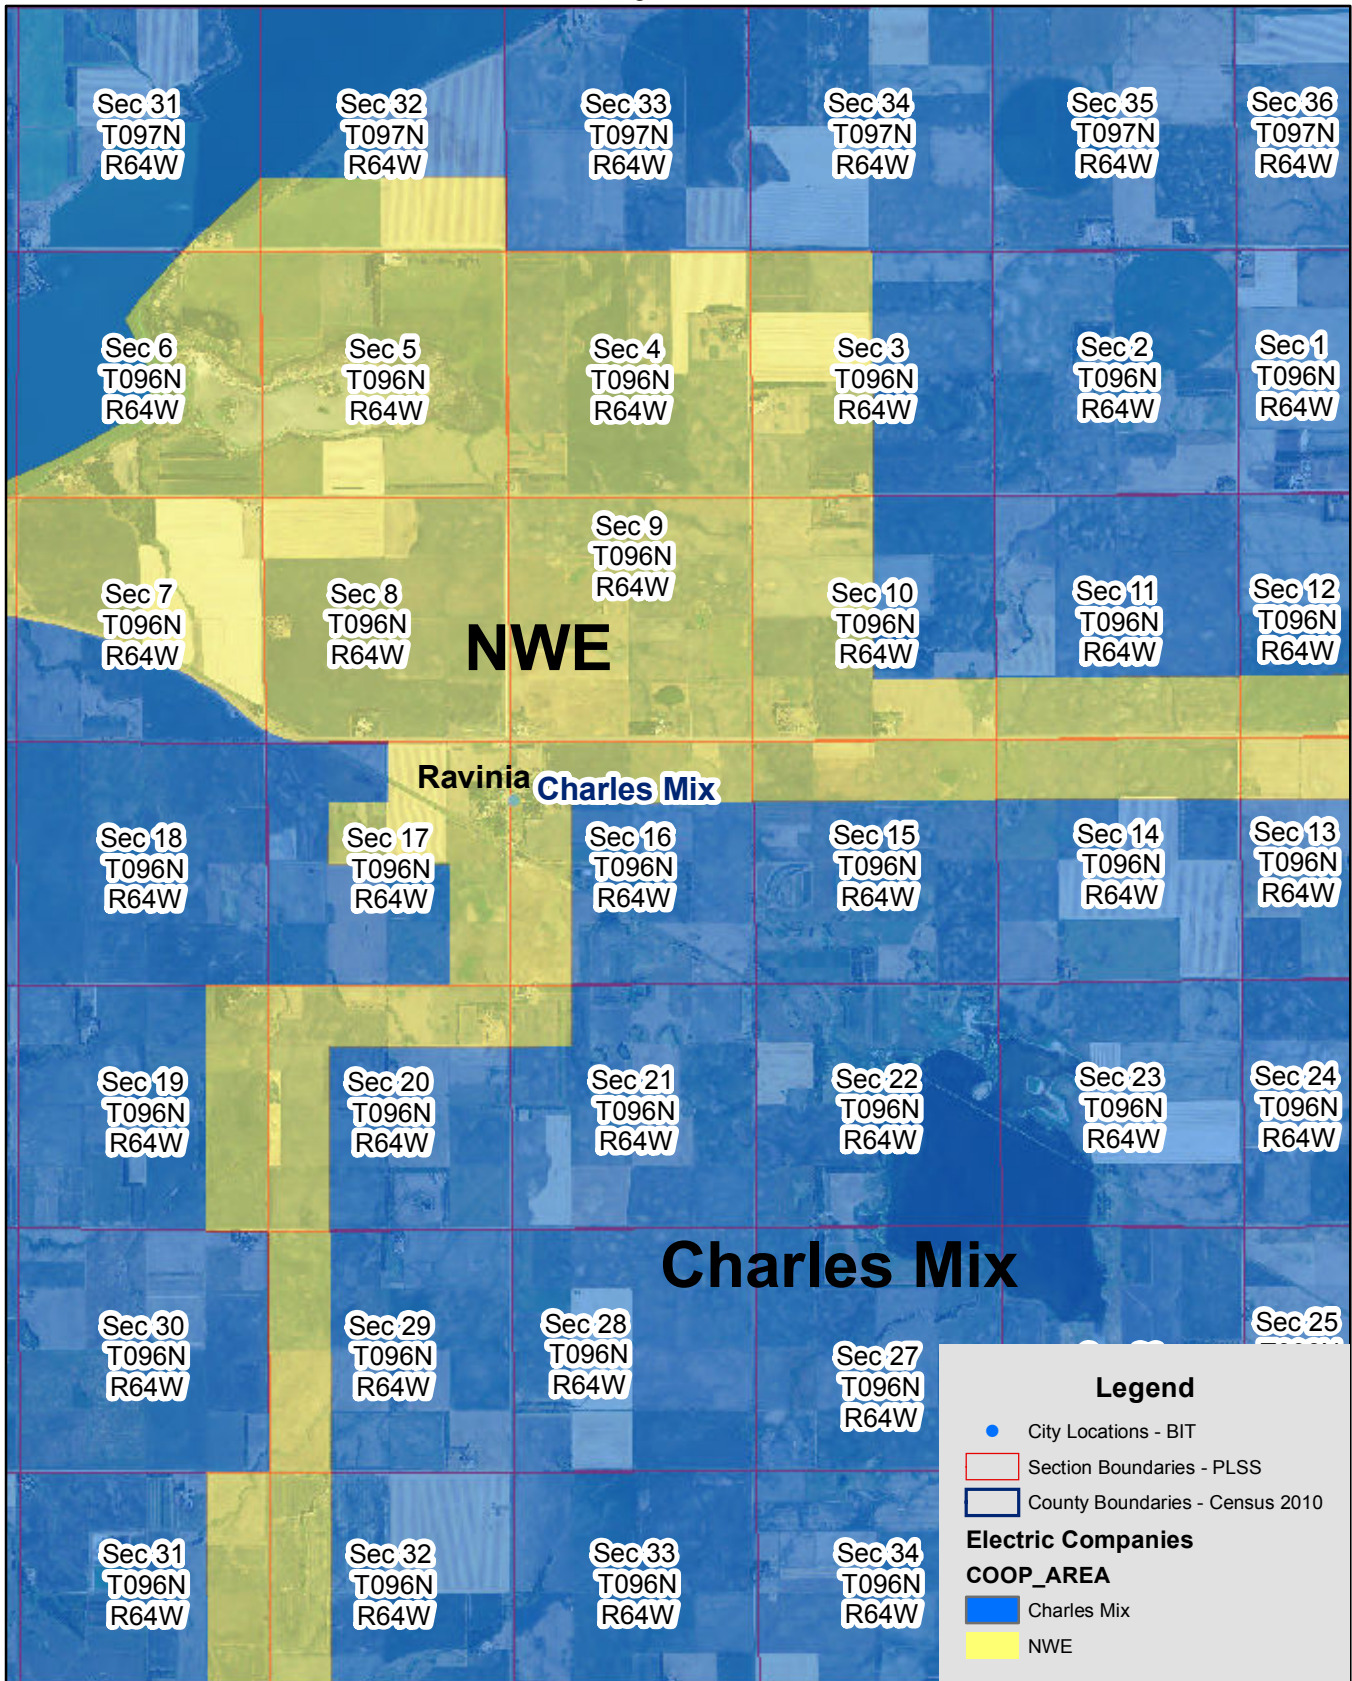 Sec 31
T097N
R64W
Sec 32
T097N
R64W
Sec 33
T097N
R64W
Sec 34
T097N
R64W
Sec 35
T097N
R64W
Sec 36
T097N
R64W
Sec 6
T096N
R64W
Sec 5
T096N
R64W
Sec 4
T096N
R64W
Sec 3
T096N
R64W
Sec 2
T096N
R64W
Sec 1
T096N
R64W
Sec 7
T096N
R64W
Sec 8
T096N
R64W
Sec 9
T096N
R64W
Sec 10
T096N
R64W
Sec 11
T096N
R64W
Sec 12
T096N
R64W
NWE
Ravinia
Charles Mix
Sec 18
T096N
R64W
Sec 17
T096N
R64W
Sec 16
T096N
R64W
Sec 15
T096N
R64W
Sec 14
T096N
R64W
Sec 13
T096N
R64W
Sec 19
T096N
R64W
Sec 20
T096N
R64W
Sec 21
T096N
R64W
Sec 22
T096N
R64W
Sec 23
T096N
R64W
Sec 24
T096N
R64W
Charles Mix
Sec 30
T096N
R64W
Sec 29
T096N
R64W
Sec 28
T096N
R64W
Sec 27
T096N
R64W
Sec 25
Sec 31
T096N
R64W
Sec 32
T096N
R64W
Sec 33
T096N
R64W
Sec 34
T096N
R64W
Legend
City Locations - BIT
Section Boundaries - PLSS
County Boundaries - Census 2010
Electric Companies
COOP_AREA
Charles Mix
NWE